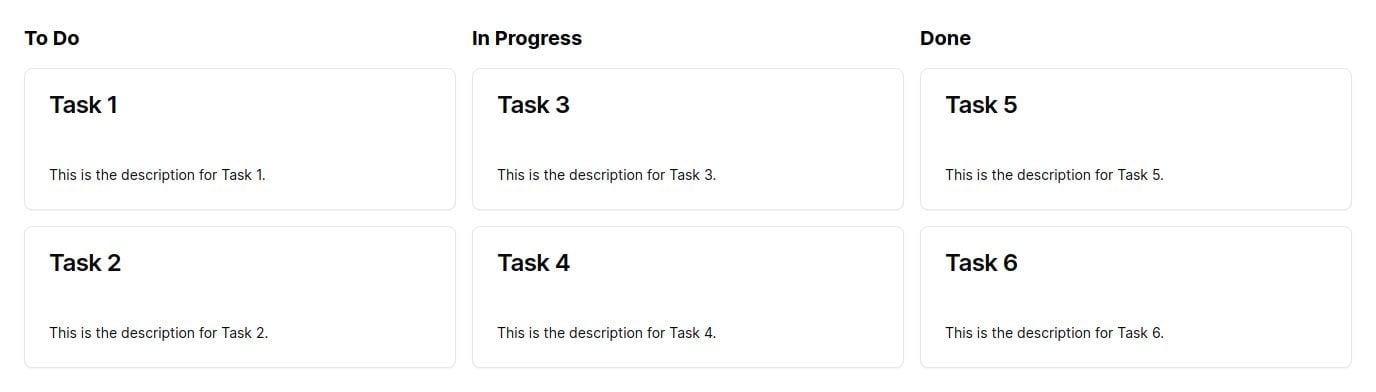 To Do
Task 1
This is the description for Task 1.
Task 2
This is the description for Task 2.
In Progress
Task 3
This is the description for Task 3.
Task 4
This is the description for Task 4.
Done
Task 5
This is the description for Task 5.
Task 6
This is the description for Task 6.